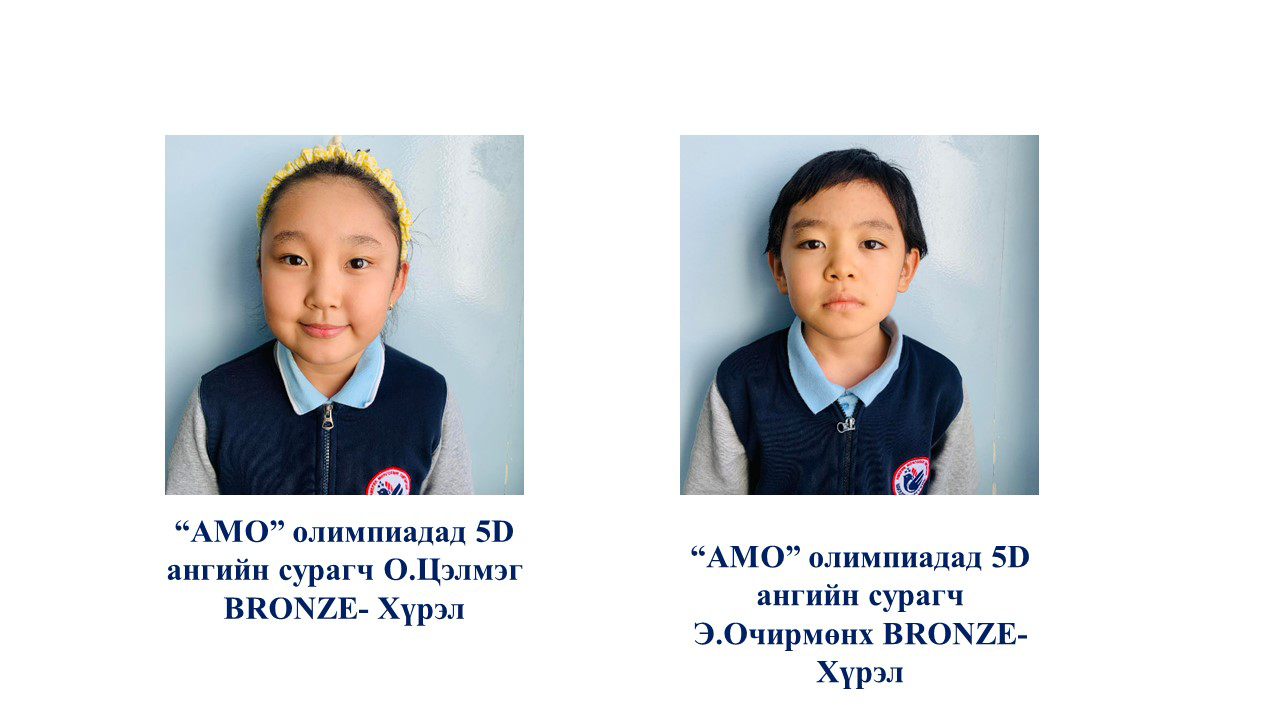 “AMO” олимпиадад 5D
ангийн сурагч О.Цэлмэг
BRONZE- Хүрэл
“AMO” олимпиадад 5D
ангийн сурагч
Э.Очирмөнх BRONZE-
Хүрэл